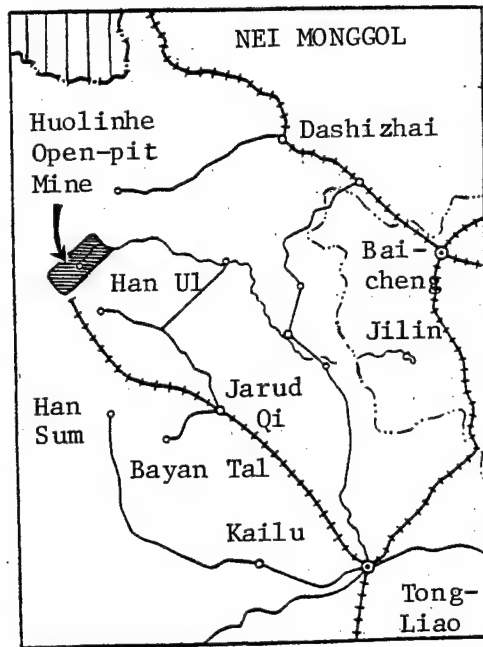 NEI MONGGOL
Huolinhe
Open-pit
Mine
Dashizhai
Bai-
cheng
Han Ul
Jilin
Han
Sum
Jarud
Qi
Bayan Tal
Kailu
Tong-
Liao